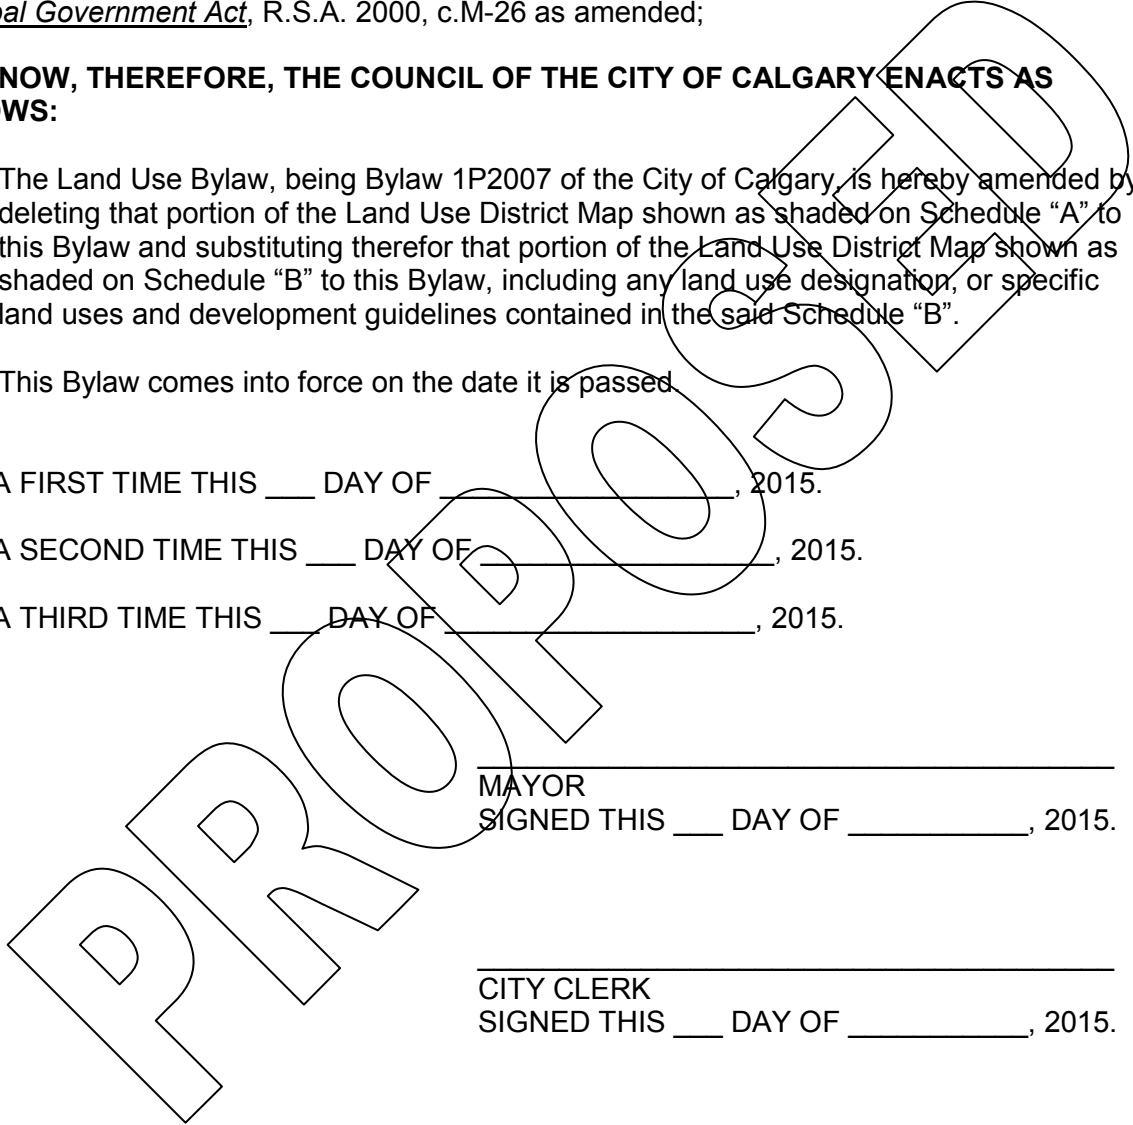 pal Government Act, R.S.A. 2000, c.M-26 as amended;
NOW, THEREFORE, THE COUNCIL OF THE CITY OF CALGARY ENACTS AS
OWS:
The Land Use Bylaw, being Bylaw 1P2007 of the City of Calgary, is hereby amended by
deleting that portion of the Land Use District Map shown as shaded on Schedule “A” to
this Bylaw and substituting therefor that portion of the Land Use District Map shown as
shaded on Schedule “B” to this Bylaw, including any land use designation, or specific
land uses and development guidelines contained in the said Schedule “B”.
This Bylaw comes into force on the date it is passed.
A FIRST TIME THIS ___ DAY OF __________________, 2015.
A SECOND TIME THIS ___ DAY OF __________________, 2015.
A THIRD TIME THIS ___ DAY OF ___________________, 2015.
MAYOR
SIGNED THIS ___ DAY OF ___________, 2015.
CITY CLERK
SIGNED THIS ___ DAY OF ___________, 2015.
PROPOSED